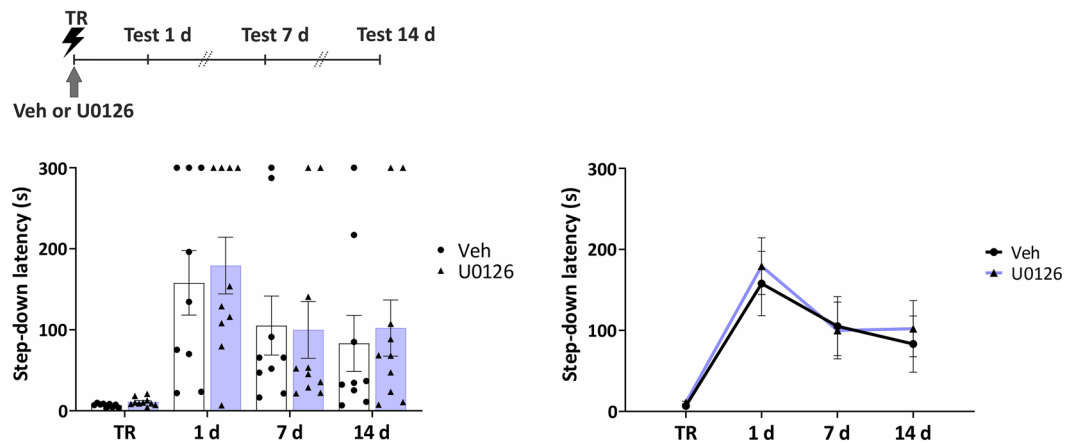 TR
Test 1 d Test 7 d Test 14 d
Veh or U0126
Step-down latency (s)
300
200
100
0
TR 1 d 7 d 14 d
Veh
U0126
Step-down latency (s)
300
200
100
0
TR 1 d 7 d 14 d
Veh
U0126